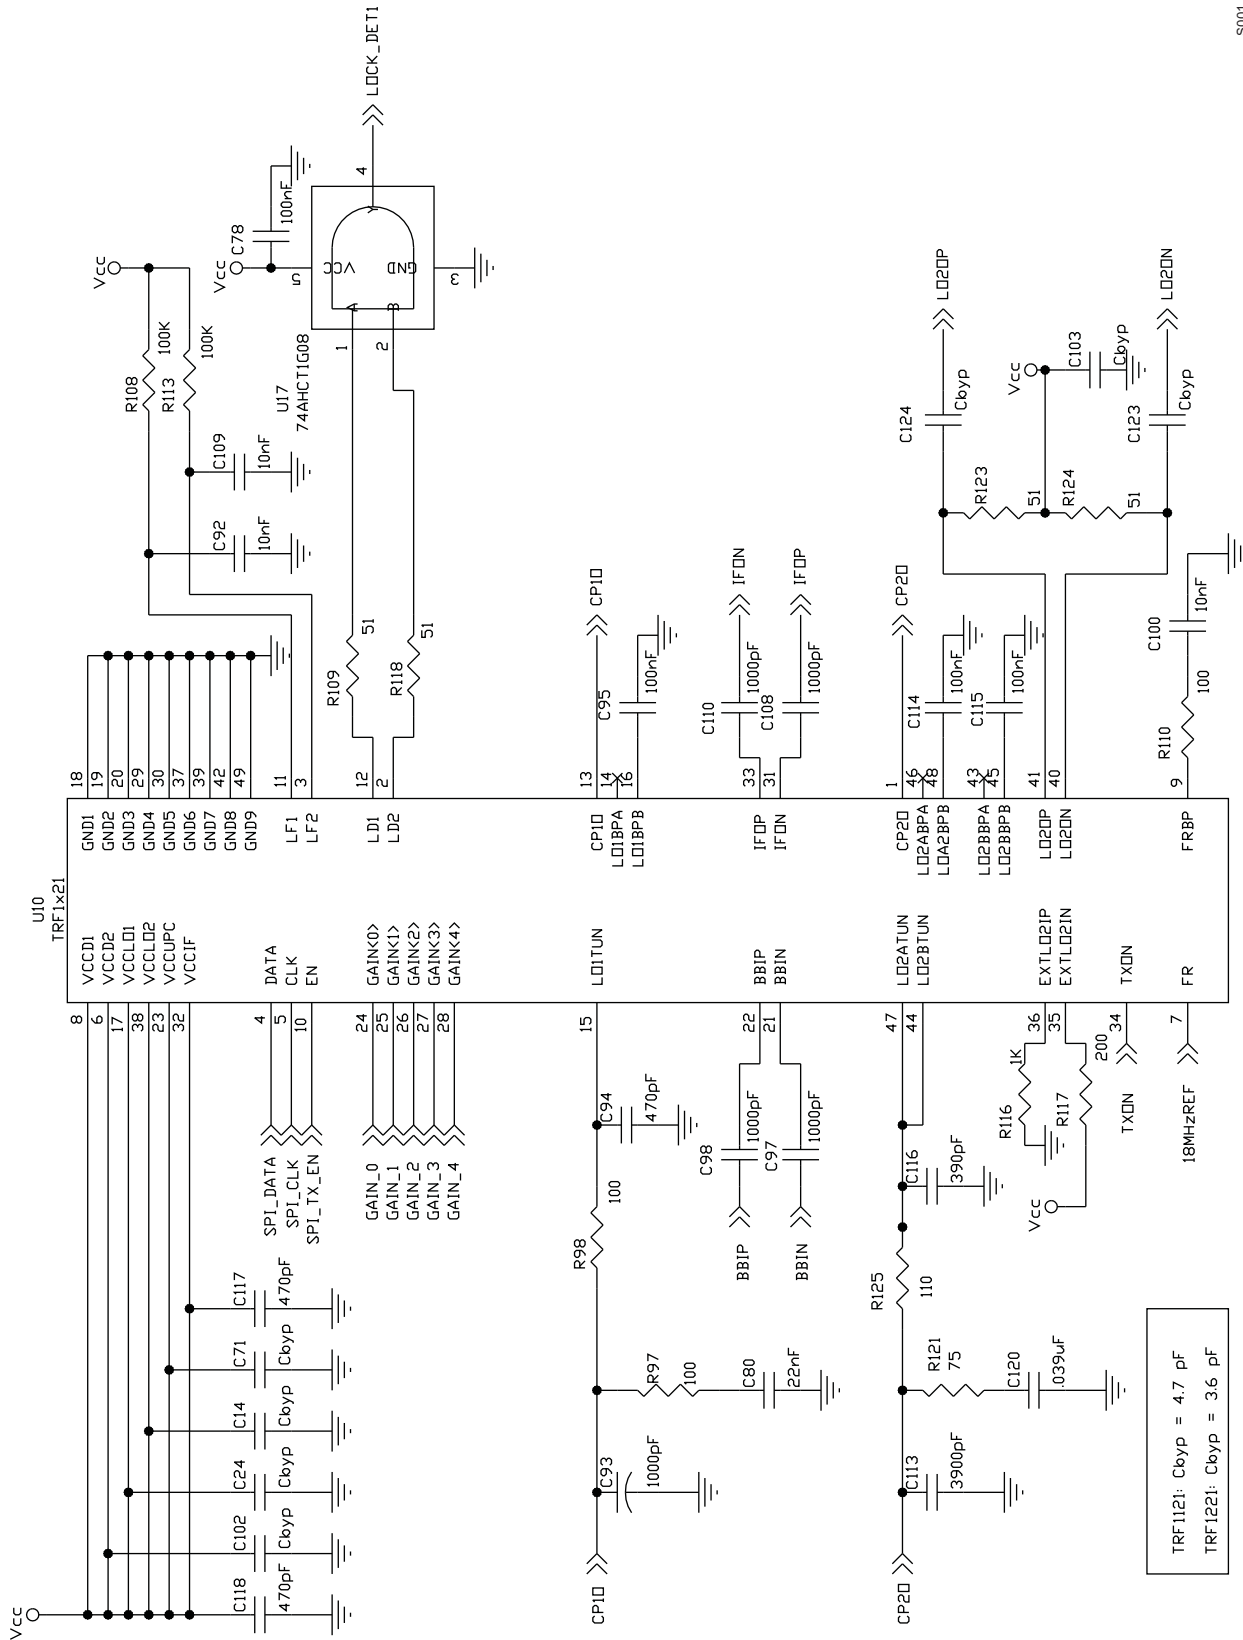 S001
U10
TRF1x21
Vcc
VCCD1
VCCD2
VCCLO1
VCCLO2
VCCUPC
VCCIF
8
6
17
38
23
32
C118
470pF
C102
Cbyp
C24
Cbyp
C14
Cbyp
C71
Cbyp
C117
470pF
DATA
CLK
EN
4
5
10
SPI_DATA
SPI_CLK
SPI_TX_EN
GAIN<0>
GAIN<1>
GAIN<2>
GAIN<3>
GAIN<4>
24
25
26
27
28
GAIN_0
GAIN_1
GAIN_2
GAIN_3
GAIN_4
LO1TUN
15
C94
470pF
R98
100
R97
100
C80
22nF
C93
1000pF
CP1O
BBIP
BBIN
22
21
C98
1000pF
C97
1000pF
BBIP
BBIN
LO2ATUN
LO2BTUN
47
44
C116
390pF
R125
110
R121
75
C120
.039uF
C113
3900pF
CP2O
EXTLO2IP
EXTLO2IN
36
35
1K
R116
200
R117
Vcc
TXON
34
TXON
FR
7
18MHzREF
GND1
GND2
GND3
GND4
GND5
GND6
GND7
GND8
GND9
18
19
20
29
30
37
39
42
49
LF1
LF2
11
3
R108
100K
R113
100K
Vcc
C92
10nF
C109
10nF
LD1
LD2
12
2
R109
51
R118
51
U17
74AHCT1G08
1
2
A
B
VCC
GND
Y
5
3
4
Vcc
C78
100nF
LOCK_DET1
CP1O
LO1BPA
LO1BPB
13
14
16
CP1O
C95
100nF
IFOP
IFON
33
31
C110
1000pF
C108
1000pF
IFON
IFOP
CP2O
LO2ABPA
LOA2BPB
1
46
48
CP2O
C114
100nF
LO2BBPA
LO2BBPB
43
45
C115
100nF
LO2OP
LO2ON
41
40
C124
Cbyp
LO2OP
R123
51
R124
51
Vcc
C103
Cbyp
C123
Cbyp
LO2ON
FRBP
9
R110
100
C100
10nF
TRF1121: Cbyp = 4.7 pF
TRF1221: Cbyp = 3.6 pF